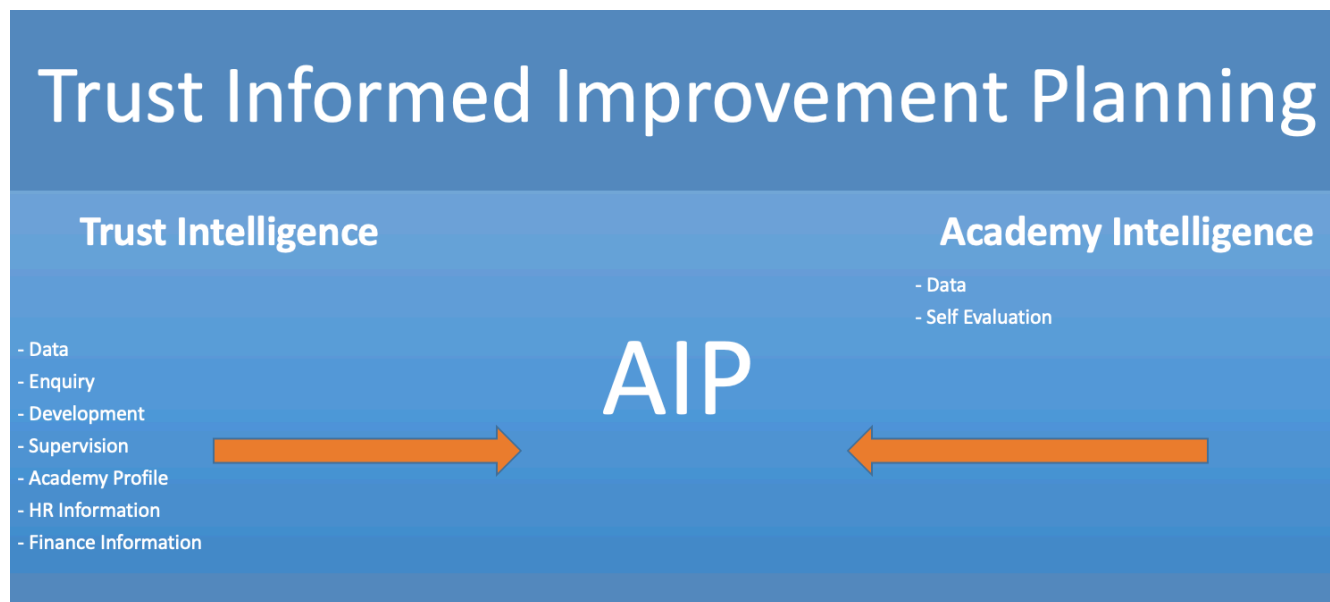 Trust Informed Improvement Planning
Trust Intelligence
- Data
- Enquiry
- Development
- Supervision
- Academy Profile
- HR Information
- Finance Information
AIP
Academy Intelligence
- Data
- Self Evaluation